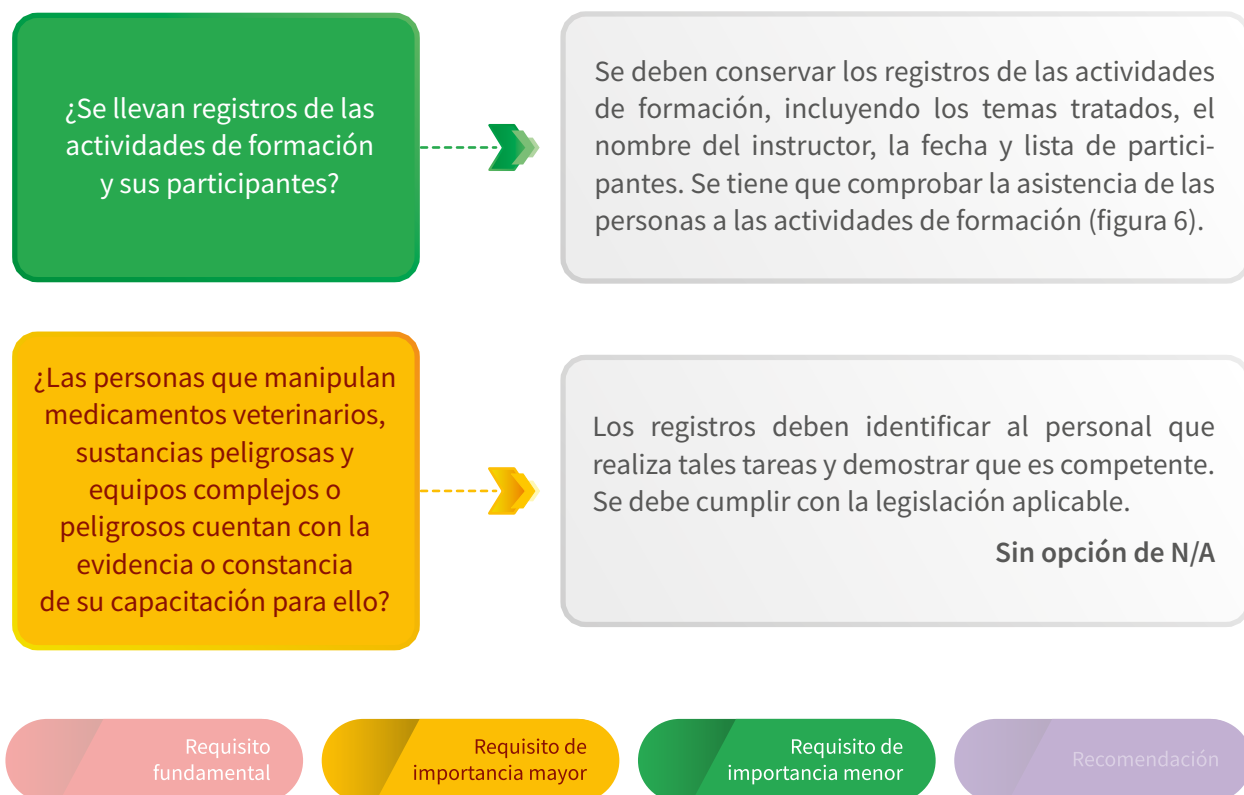 ¿Se llevan registros de las
actividades de formación
y sus participantes?
Se deben conservar los registros de las actividades
de formación, incluyendo los temas tratados, el
nombre del instructor, la fecha y lista de partici-
pantes. Se tiene que comprobar la asistencia de las
personas a las actividades de formación (figura 6).
¿Las personas que manipulan
medicamentos veterinarios,
sustancias peligrosas y
equipos complejos o
peligrosos cuentan con la
evidencia o constancia
de su capacitación para ello?
Los registros deben identificar al personal que
realiza tales tareas y demostrar que es competente.
Se debe cumplir con la legislación aplicable.
Sin opción de N/A
Requisito
fundamental
Requisito de
importancia mayor
Requisito de
importancia menor
Recomendación